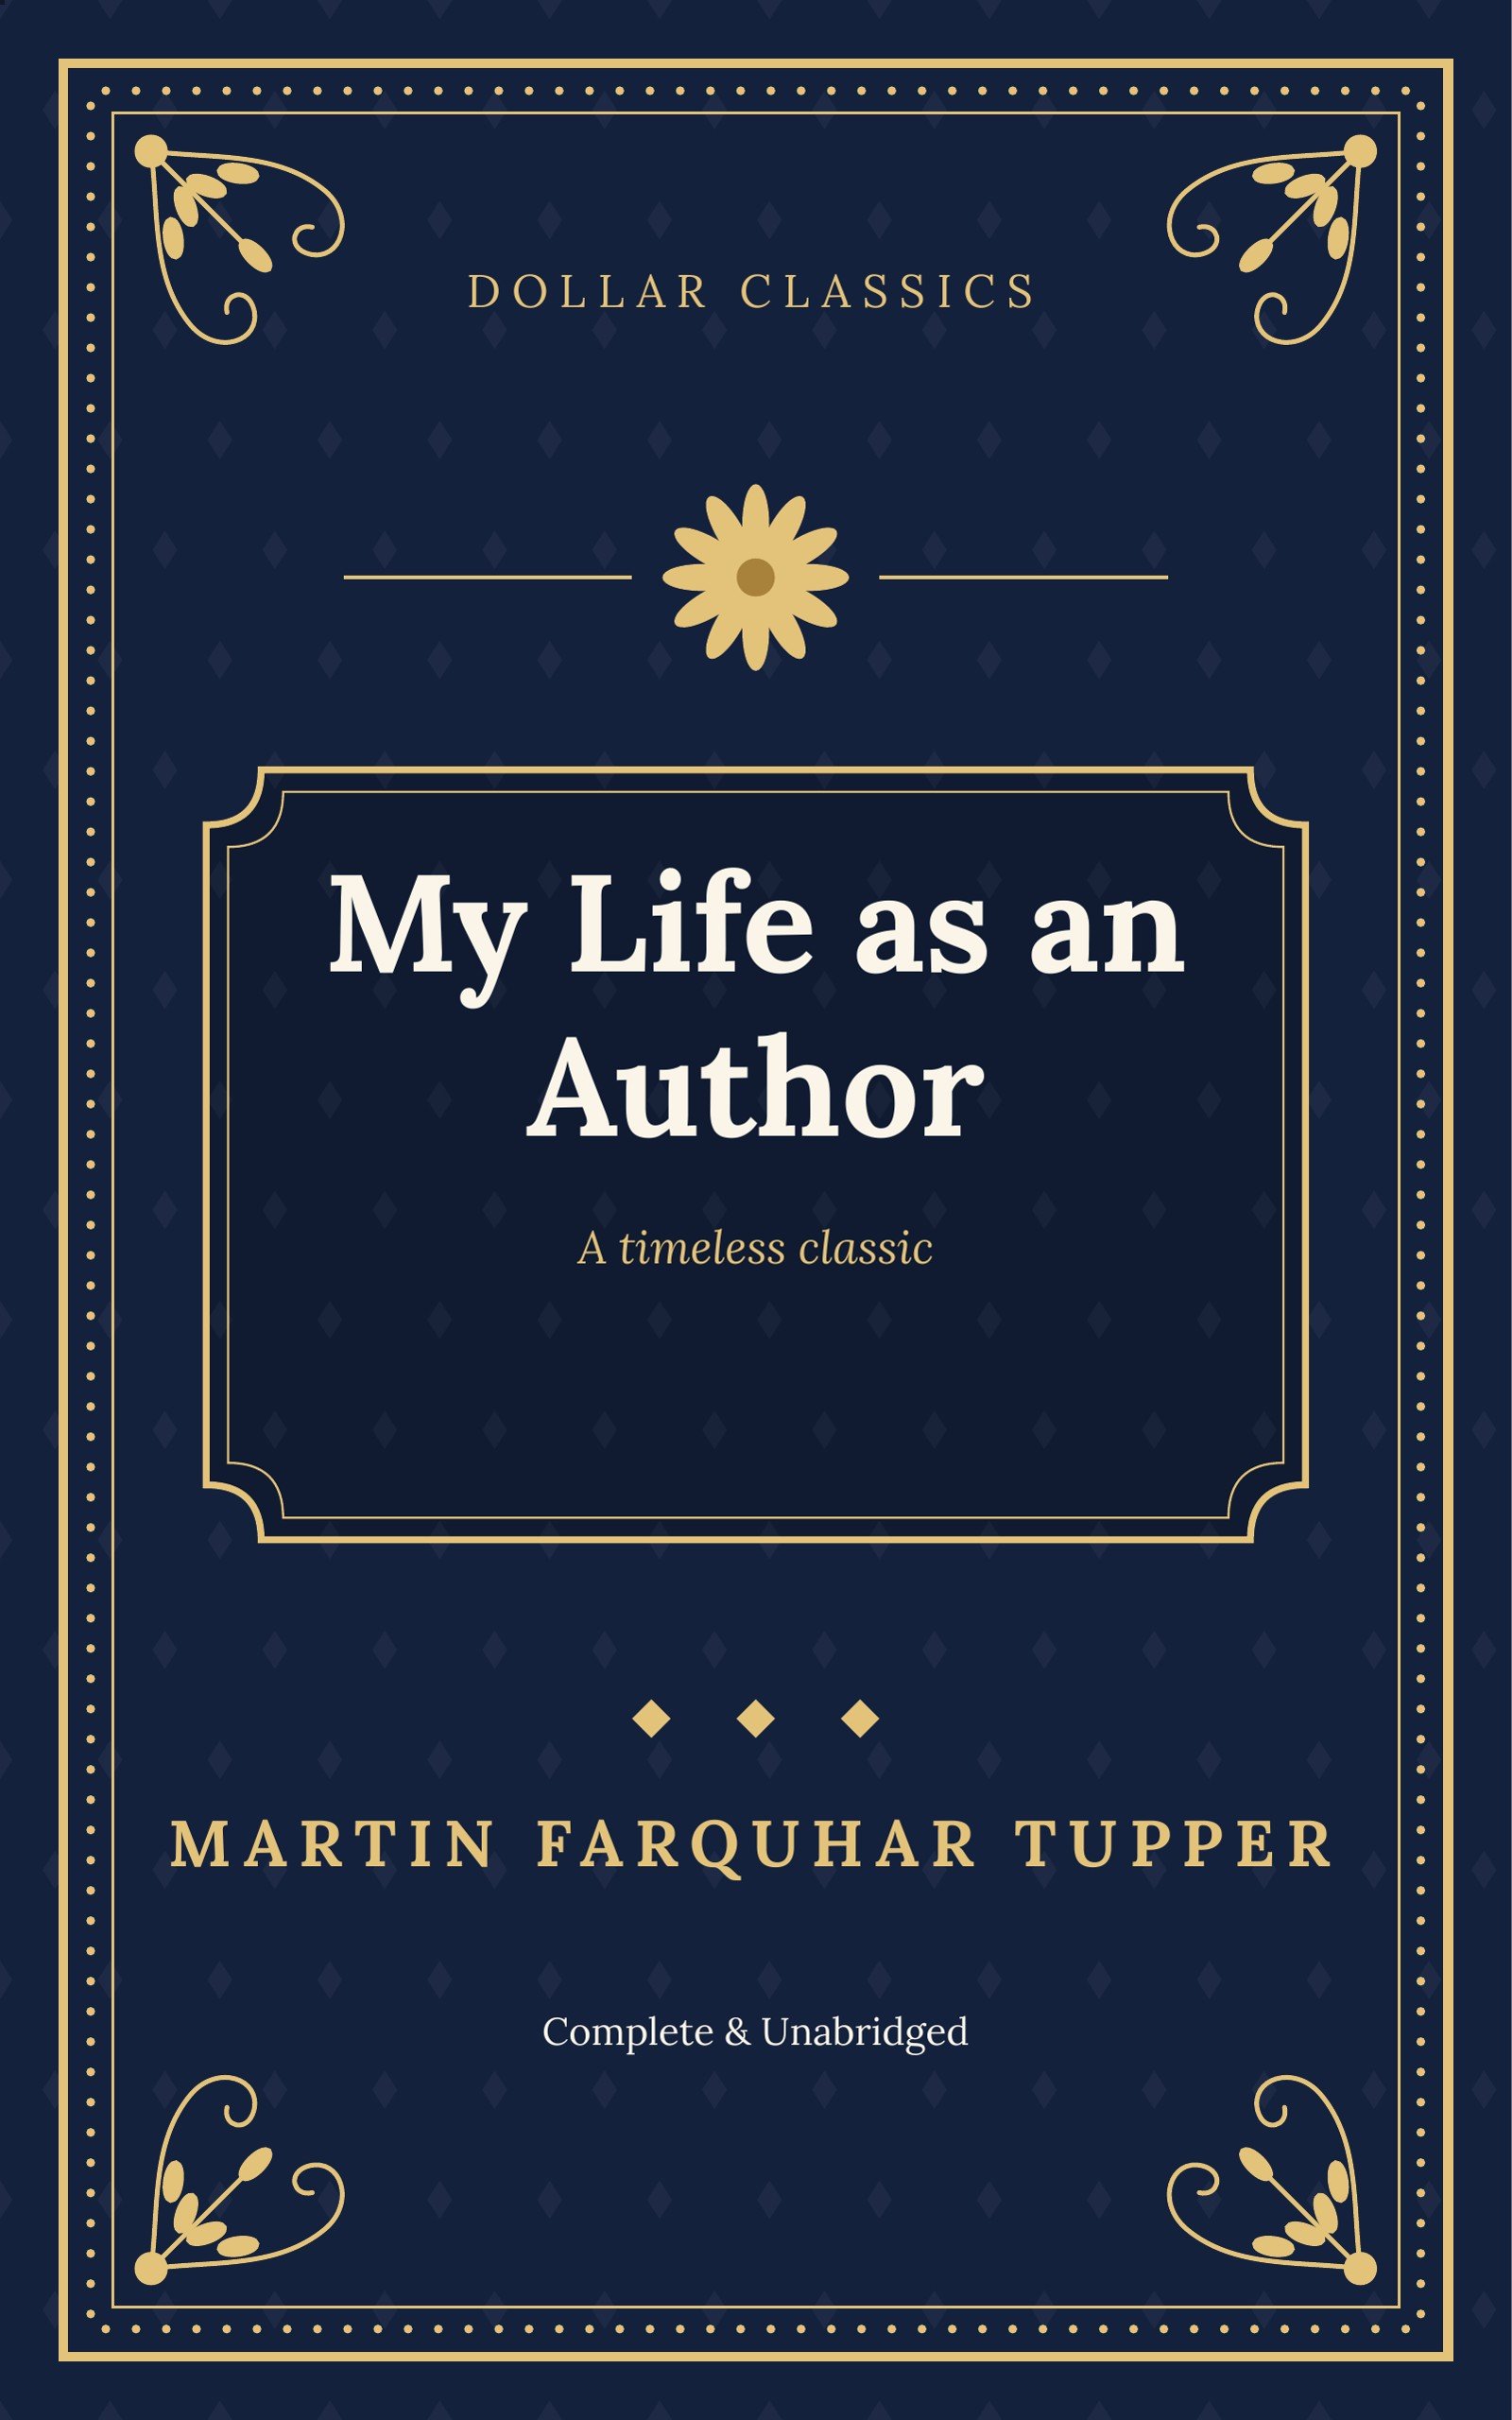 DOLLAR CLASSICS
My Life as an
Author
A timeless classic
MARTIN FARQUHAR TUPPER
Complete & Unabridged